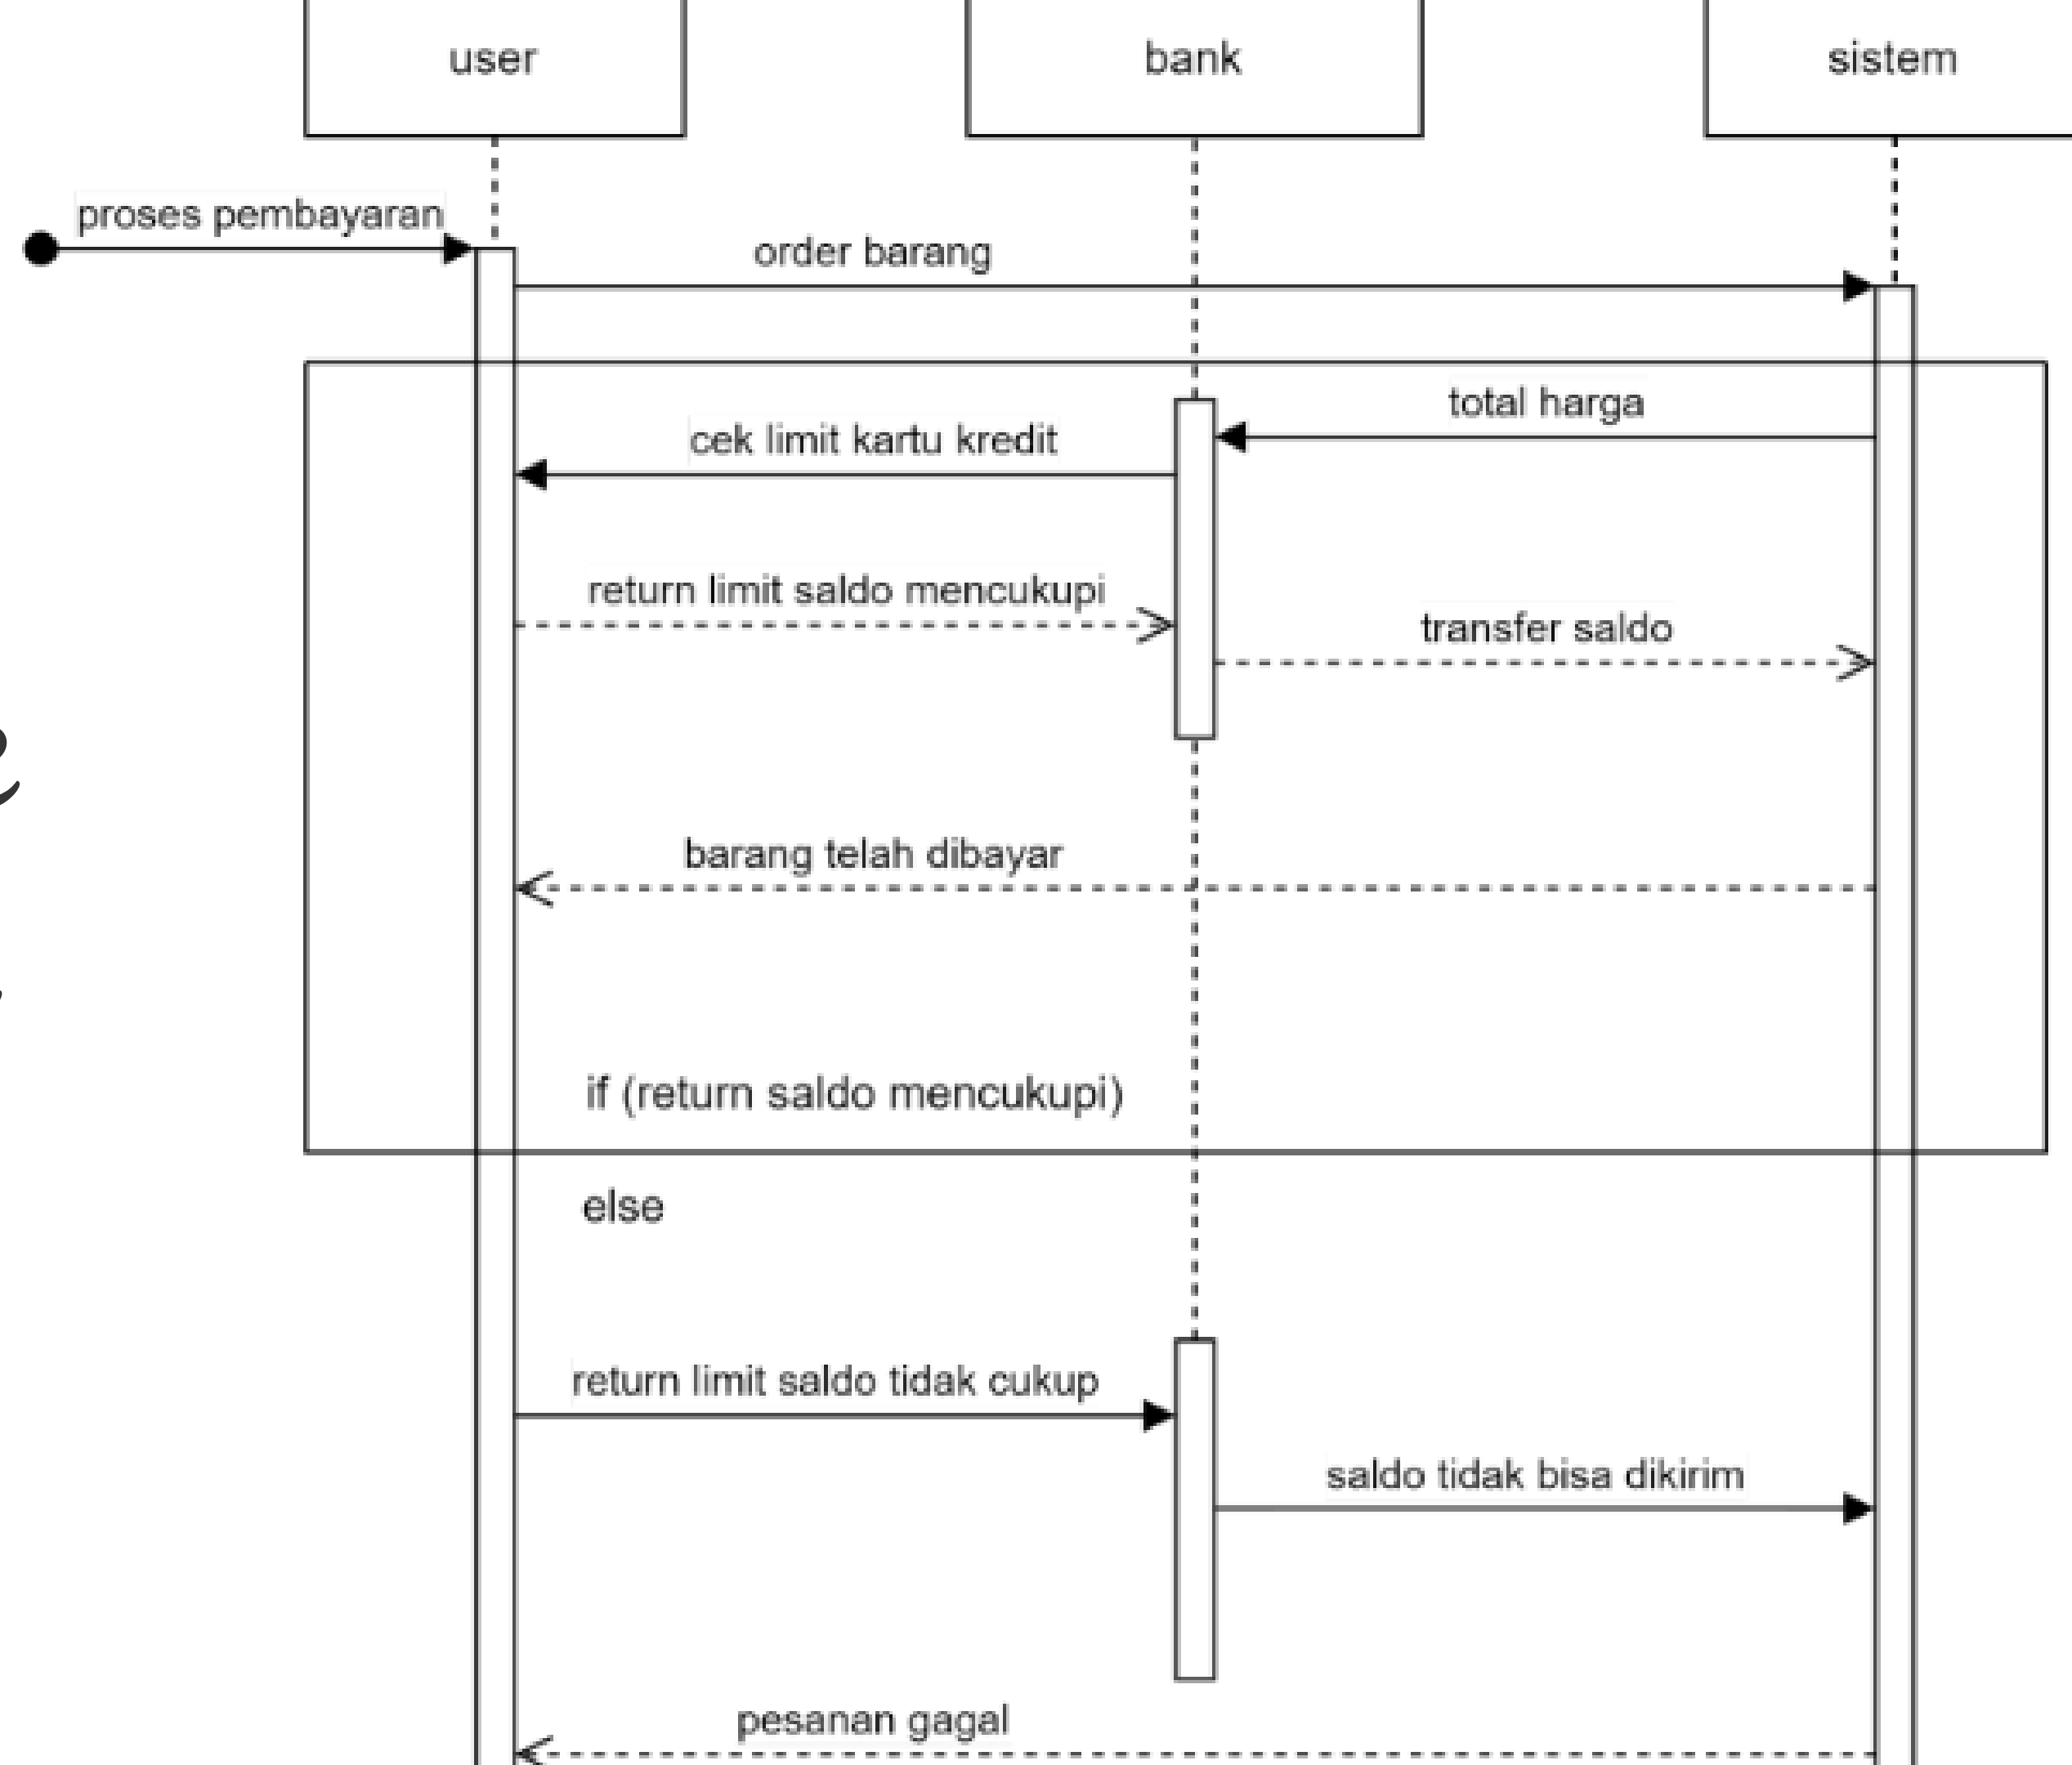 user
bank
sistem
proses pembayaran
order barang
total harga
cek limit kartu kredit
return limit saldo mencukupi
transfer saldo
barang telah dibayar
if (return saldo mencukupi)
else
return limit saldo tidak cukup
saldo tidak bisa dikirim
pesanan gagal